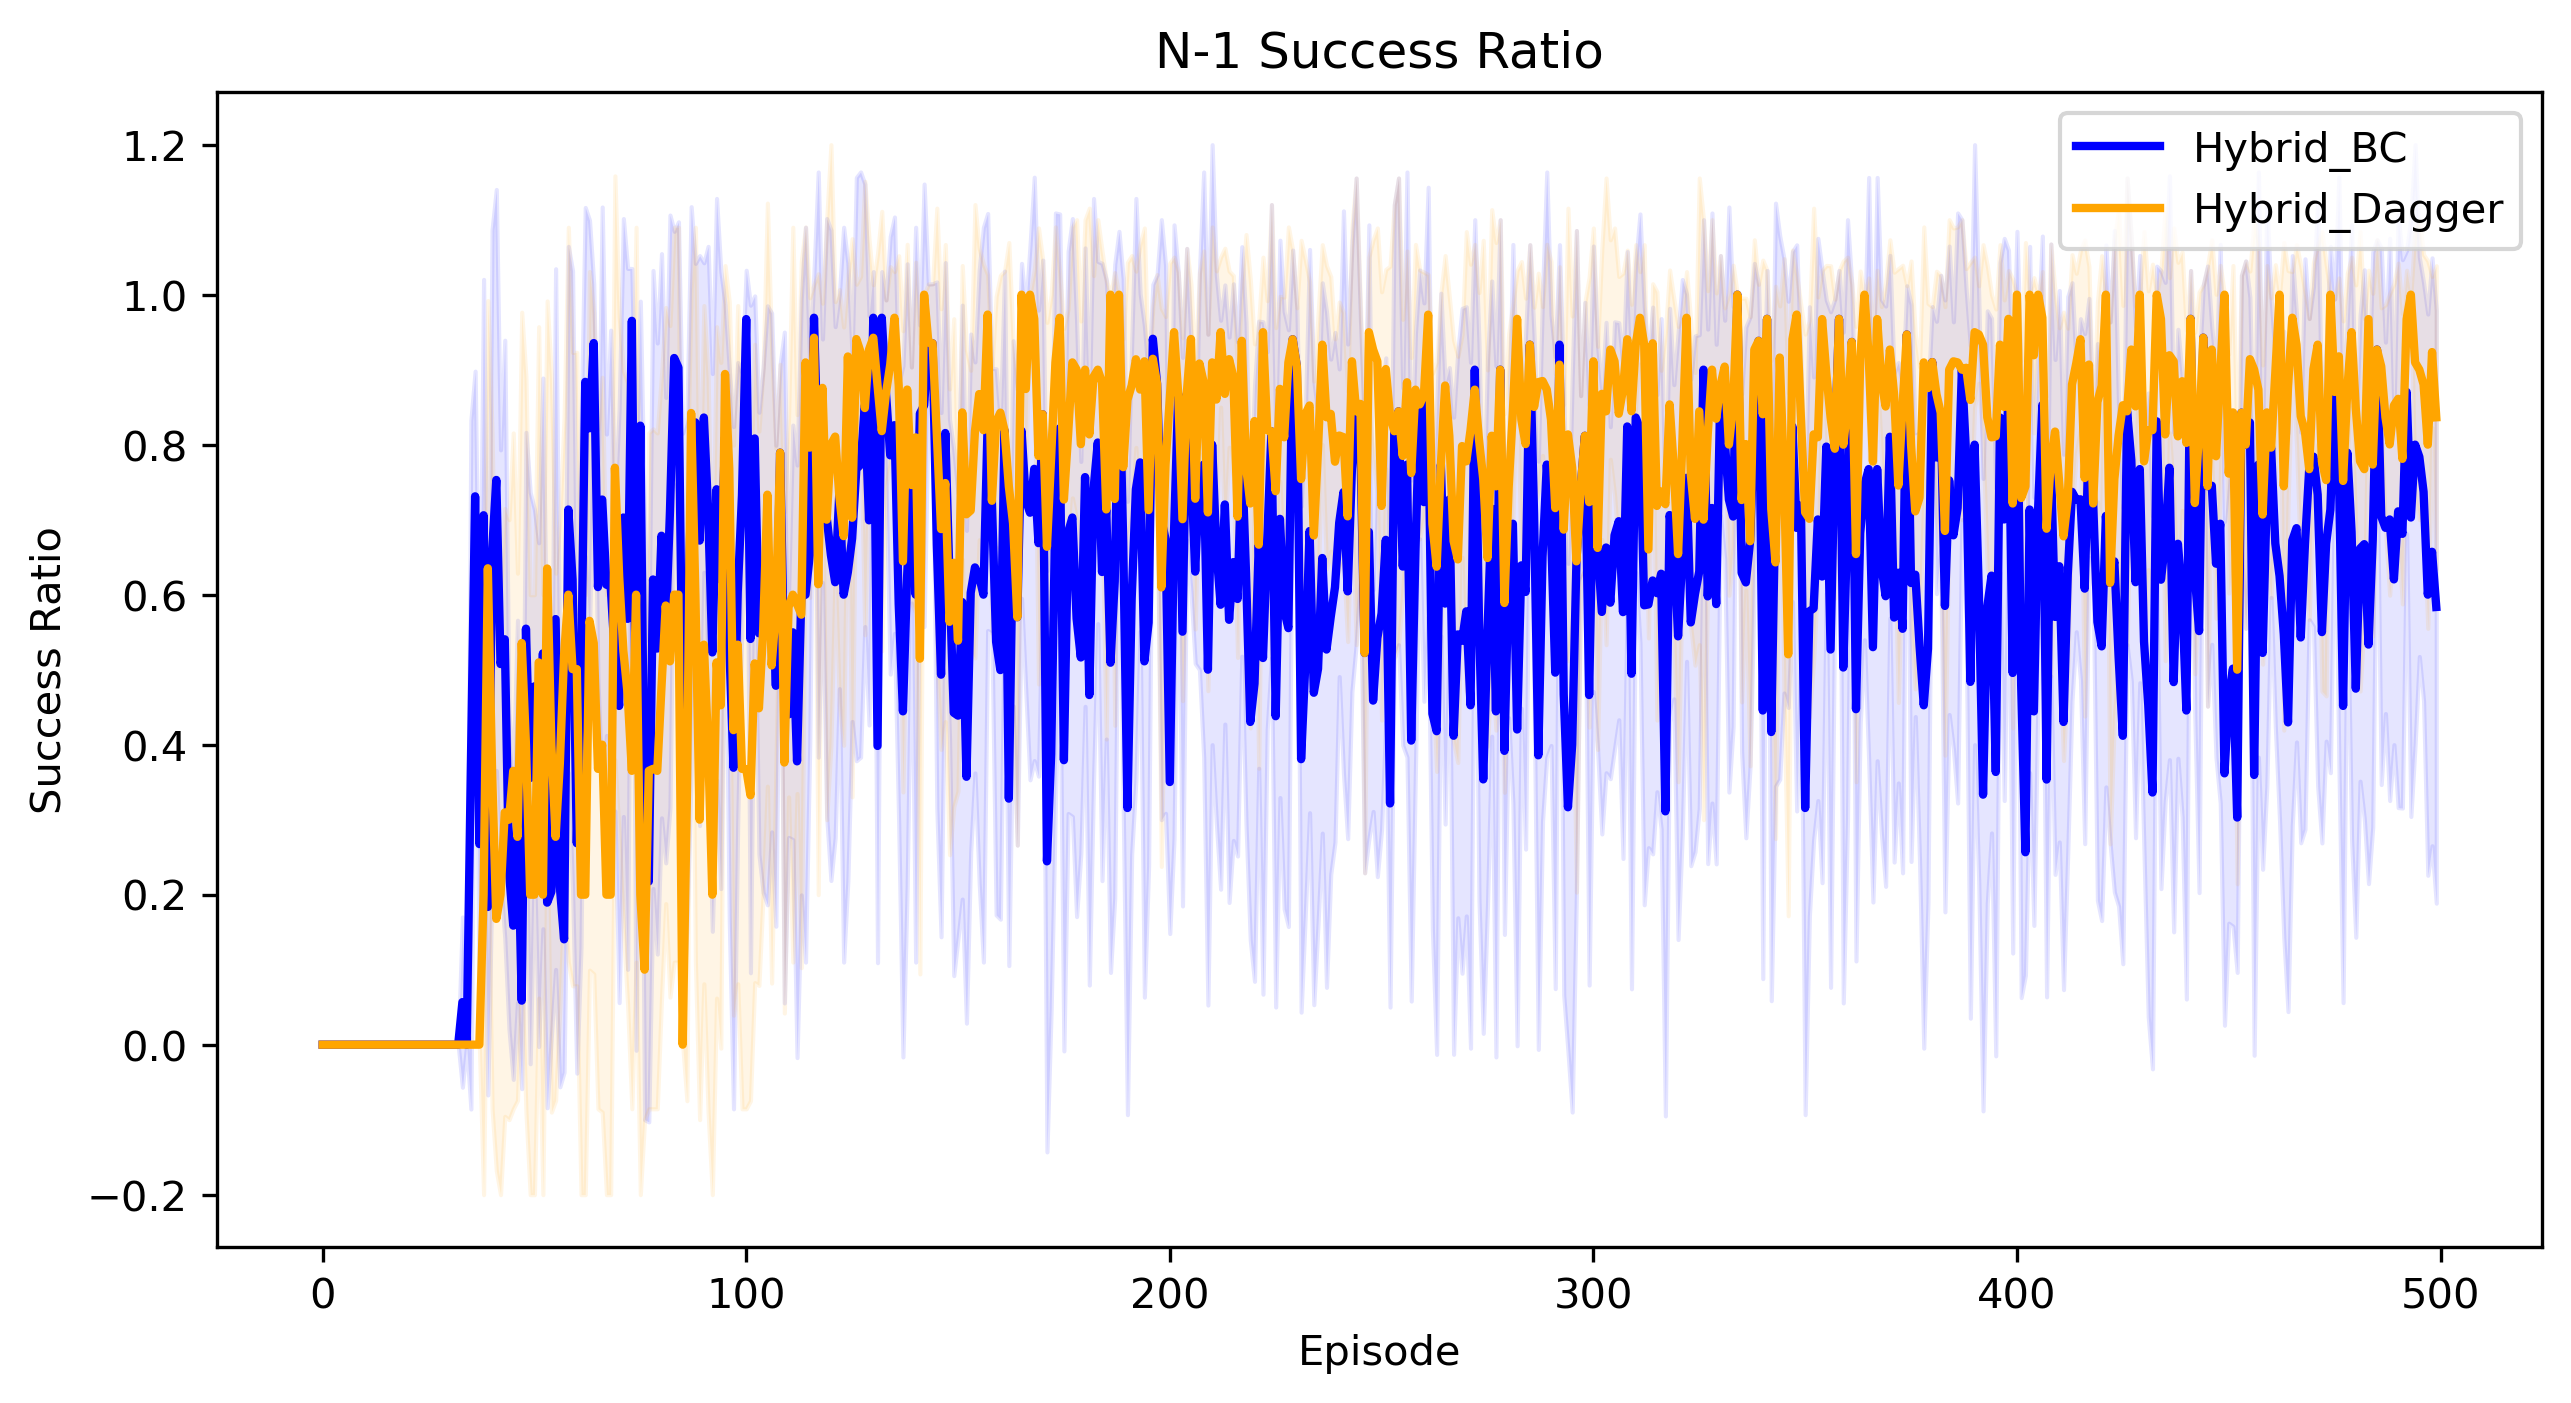 N-1 Success Ratio
Hybrid_BC
Hybrid_Dagger
Success Ratio
1.2
1.0
0.8
0.6
0.4
0.2
0.0
−0.2
0 100 200 300 400 500
Episode